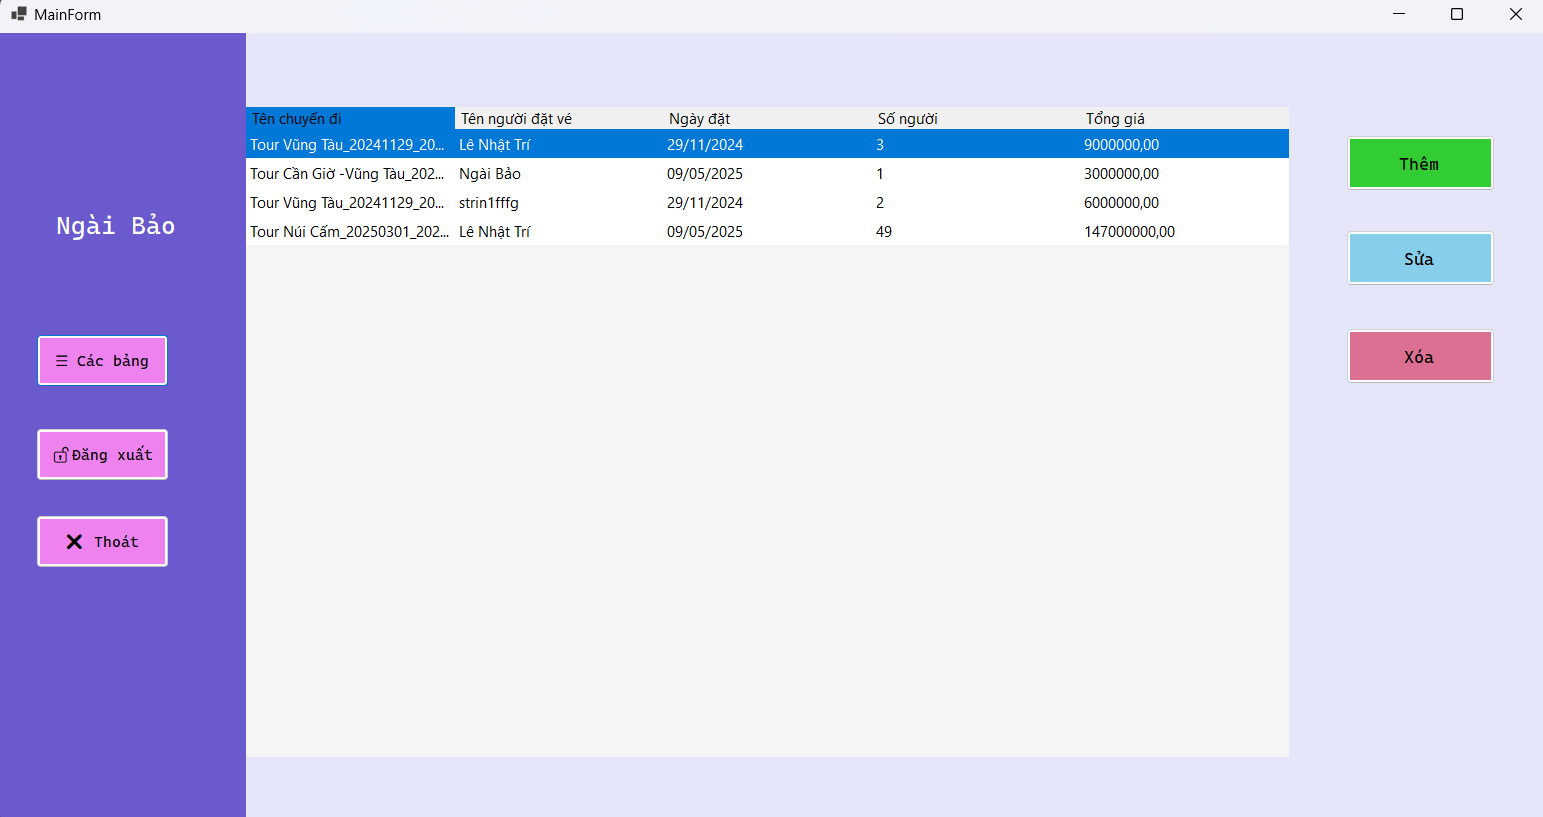 MainForm
Ngài Bảo
☰ Các bảng
Đăng xuất
Thoát
Tên chuyến đi Tên người đặt vé Ngày đặt Số người Tổng giá
Tour Vũng Tàu_20241129_20... Lê Nhật Trí 29/11/2024 3 9000000,00
Tour Cần Giờ -Vũng Tàu_202... Ngài Bảo 09/05/2025 1 3000000,00
Tour Vũng Tàu_20241129_20... strin1fffg 29/11/2024 2 6000000,00
Tour Núi Cấm_20250301_202... Lê Nhật Trí 09/05/2025 49 147000000,00
Thêm
Sửa
Xóa